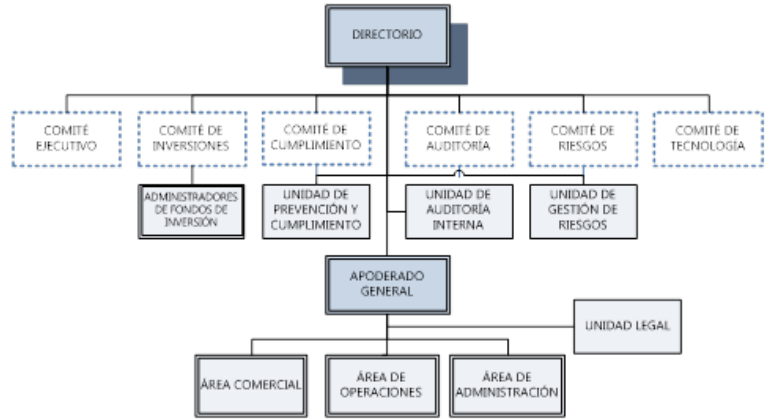 DIRECTORIO
COMITÉ
EJECUTIVO
COMITÉ DE
INVERSIONES
COMITÉ DE
CUMPLIMIENTO
COMITÉ DE
AUDITORÍA
COMITÉ DE
RIESGOS
COMITÉ DE
TECNOLOGÍA
ADMINISTRADORES
DE FONDOS DE
INVERSIÓN
UNIDAD DE
PREVENCIÓN Y
CUMPLIMIENTO
UNIDAD DE
AUDITORÍA
INTERNA
UNIDAD DE
GESTIÓN DE
RIESGOS
APODERADO
GENERAL
UNIDAD LEGAL
ÁREA COMERCIAL
ÁREA DE
OPERACIONES
ÁREA DE
ADMINISTRACIÓN